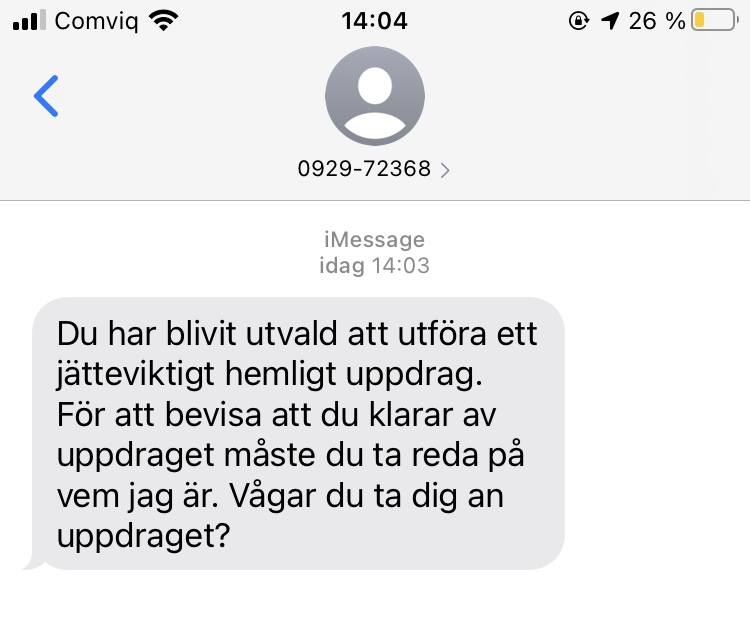 Comviq 14:04 26 %
0929-72368
iMessage
idag 14:03
Du har blivit utvald att utföra ett
jätteviktigt hemligt uppdrag.
För att bevisa att du klarar av
uppdraget måste du ta reda på
vem jag är. Vågar du ta dig an
uppdraget?